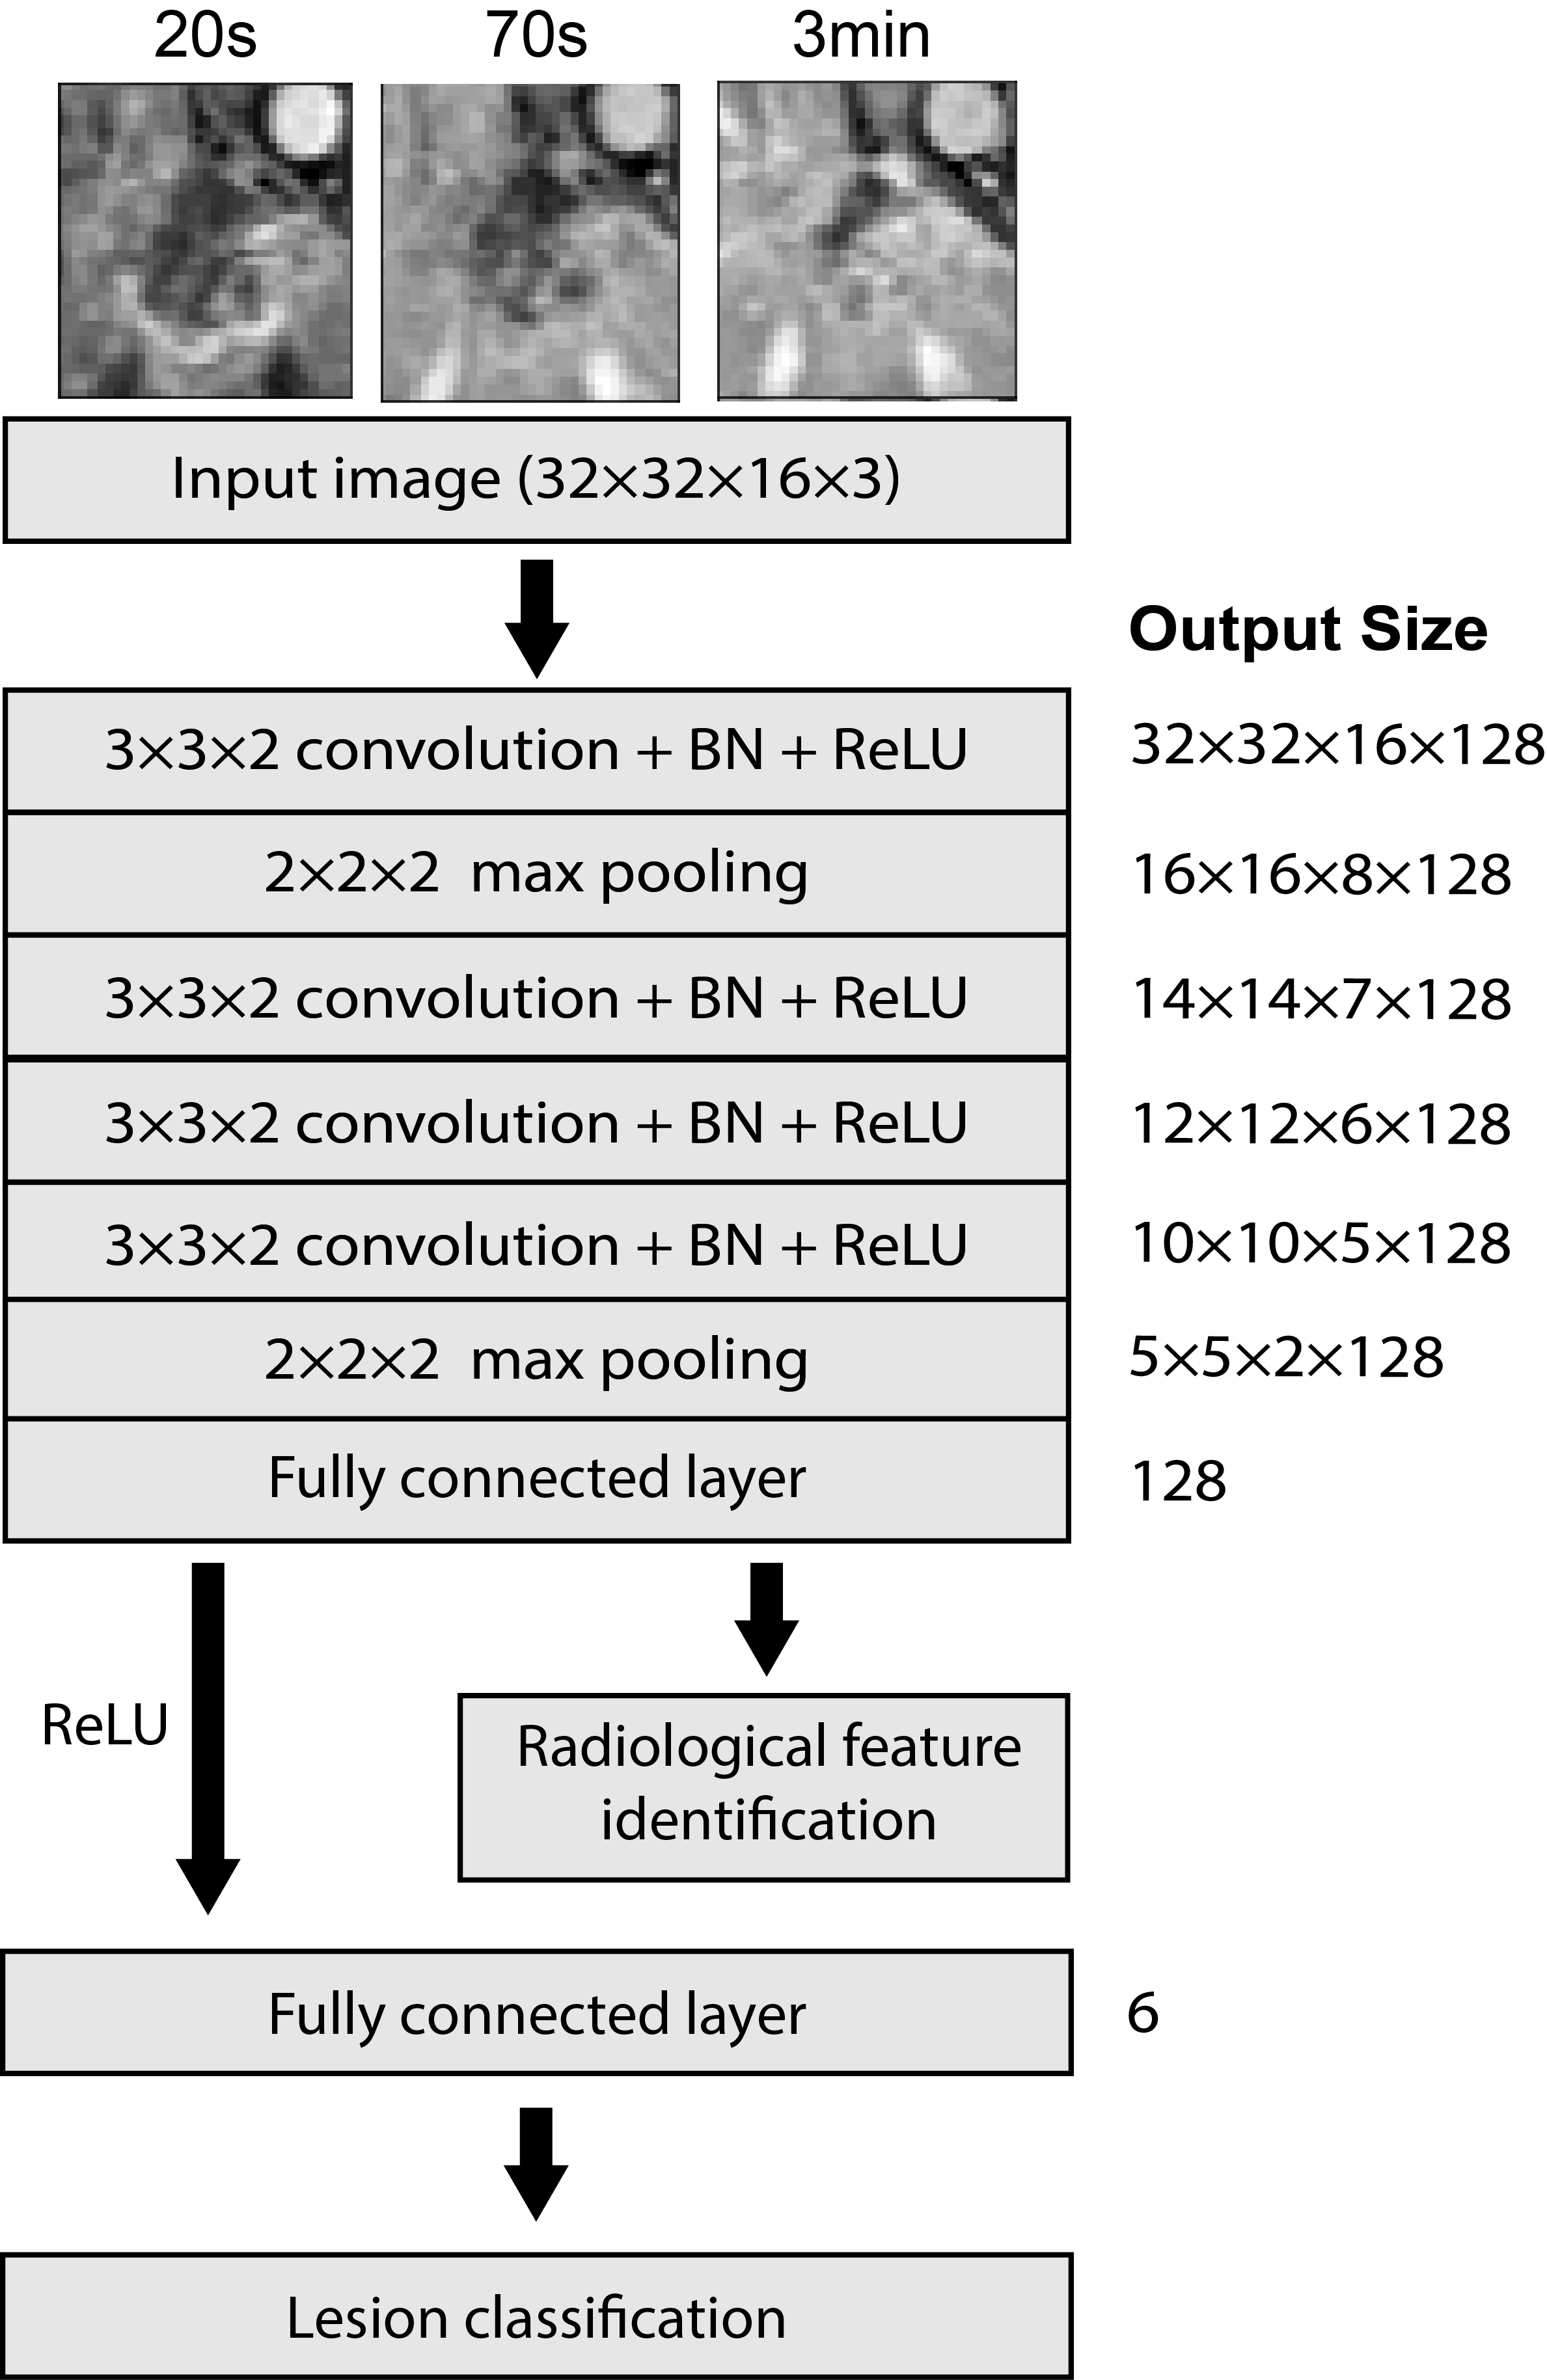 20s 70s 3min
Input image (32×32×16×3)
Output Size
3×3×2 convolution + BN + ReLU 32×32×16×128
2×2×2 max pooling 16×16×8×128
3×3×2 convolution + BN + ReLU 14×14×7×128
3×3×2 convolution + BN + ReLU 12×12×6×128
3×3×2 convolution + BN + ReLU 10×10×5×128
2×2×2 max pooling 5×5×2×128
Fully connected layer 128
ReLU
Radiological feature
identification
Fully connected layer 6
Lesion classification